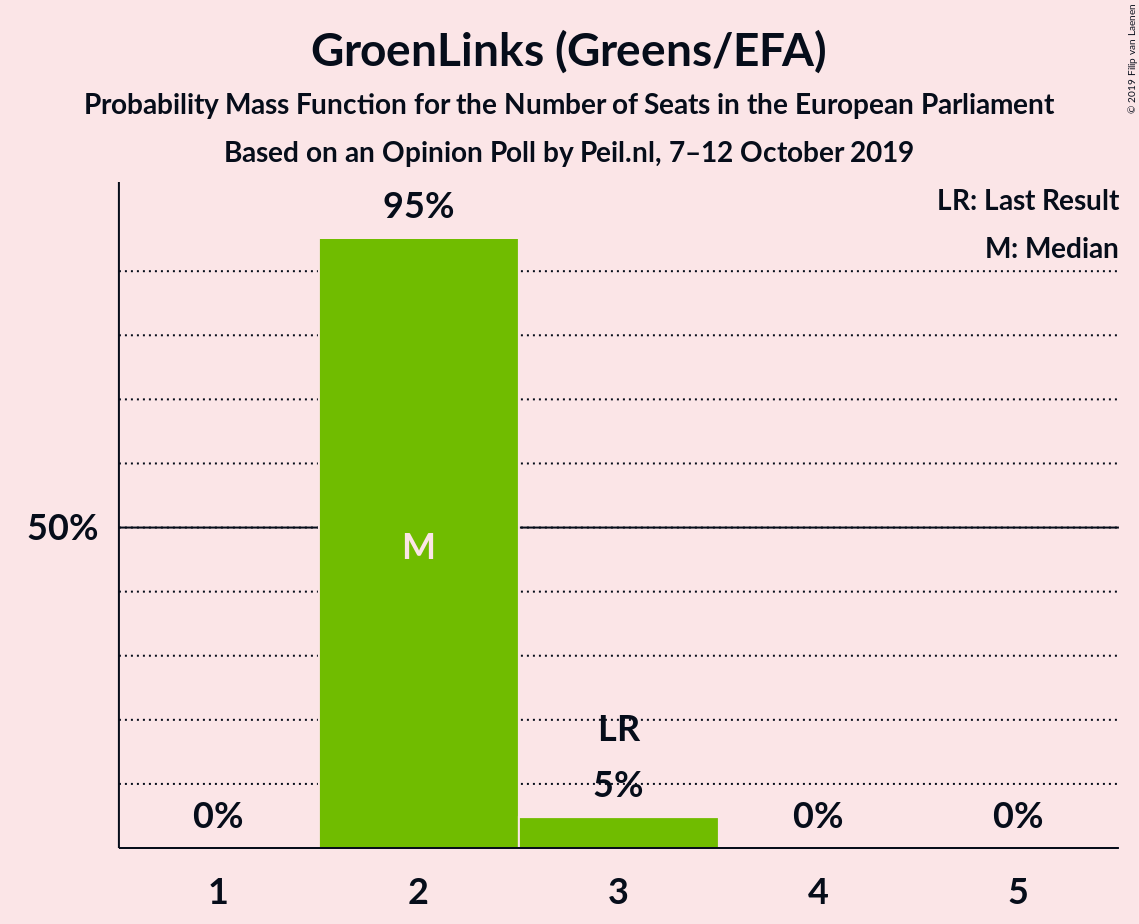 GroenLinks (Greens/EFA)
Probability Mass Function for the Number of Seats in the European Parliament
Based on an Opinion Poll by Peil.nl, 7–12 October 2019
© 2019 Filip van Laenen
LR: Last Result
M: Median
95%
50%
M
LR
5%
0%
0%
0%
1
2
3
4
5